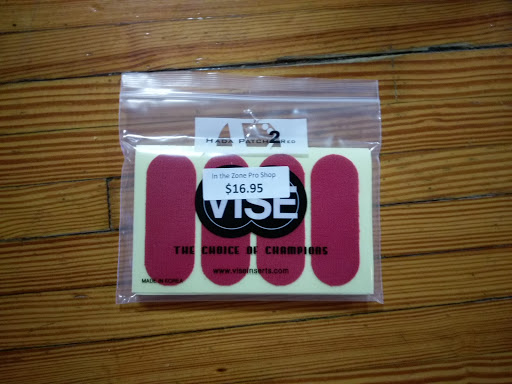 HADA PATCH 2 RED
In the Zone Pro Shop
$16.95
VISE
THE CHOICE OF CHAMPIONS
www.viseinserts.com
MADE IN KOREA